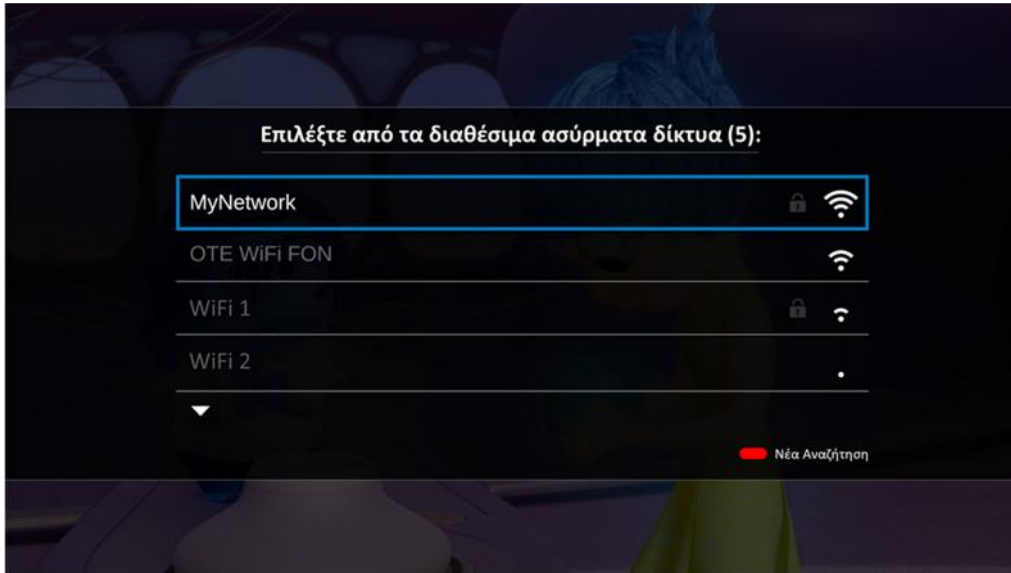 Επιλέξτε από τα διαθέσιμα ασύρματα δίκτυα (5):
MyNetwork
OTE WiFi FON
WiFi 1
WiFi 2
Νέα Αναζήτηση